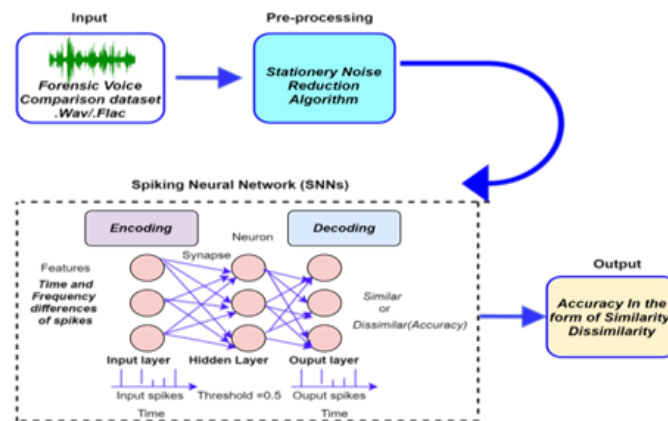 Input
Forensic Voice
Comparison dataset
.Wav/.Flac
Pre-processing
Stationery Noise
Reduction
Algorithm
Spiking Neural Network (SNNs)
Encoding
Decoding
Neuron
Synapse
Features
Time and
Frequency
differences
of spikes
Similar
or
Dissimilar(Accuracy)
Input layer
Hidden Layer
Ouput layer
Input spikes
Threshold =0.5
Ouput spikes
Time
Time
Output
Accuracy In the
form of Similarity
Dissimilarity